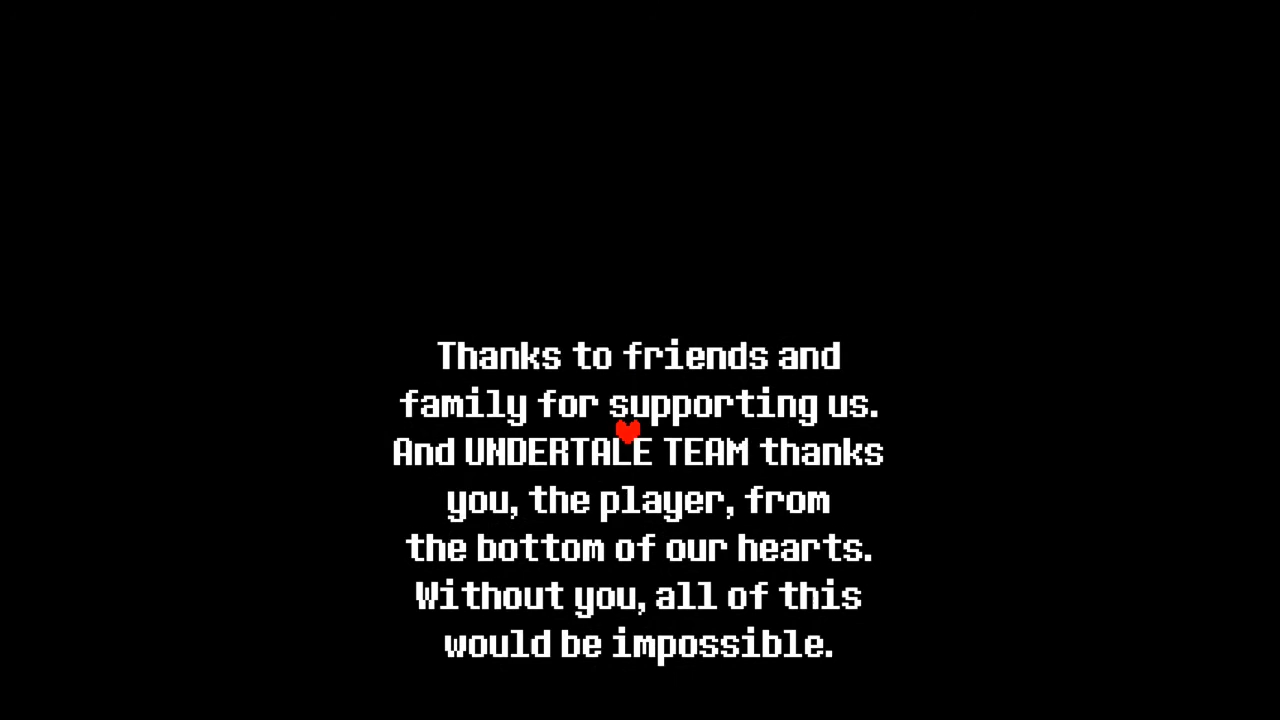 Thanks to friends and
family for supporting us.
And UNDERTALE TEAM thanks
you, the player, from
the bottom of our hearts.
Without you, all of this
would be impossible.